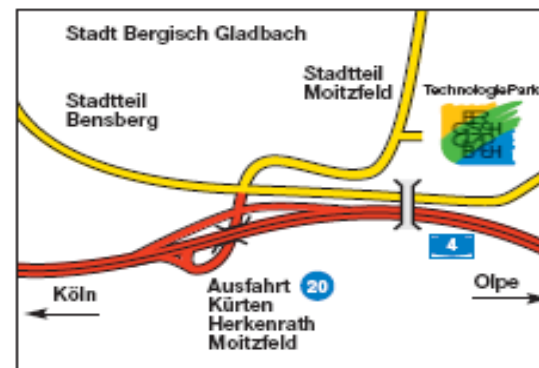 Stadt Bergisch Gladbach
Stadtteil
Moitzfeld
TechnologiePark
Stadtteil
Bensberg
4
Köln
Ausfahrt 20
Kürten
Herkenrath
Moitzfeld
Olpe